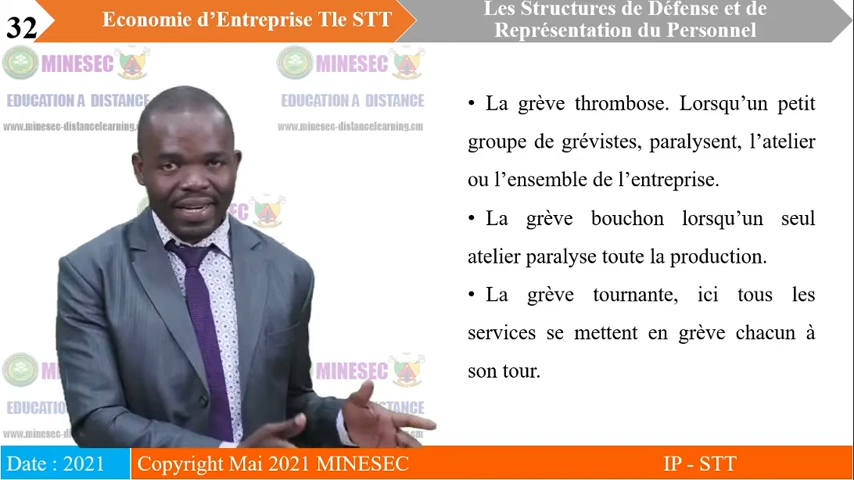 32
Economie d’Entreprise Tle STT
Les Structures de Défense et de
Représentation du Personnel
MINESEC
EDUCATION A DISTANCE
www.minesec-distancelearning.cm
MINESEC
EDUCATION A DISTANCE
www.minesec-distancelearning.cm
• La grève thrombose. Lorsqu’un petit
groupe de grévistes, paralysent, l’atelier
ou l’ensemble de l’entreprise.
• La grève bouchon lorsqu’un seul
atelier paralyse toute la production.
• La grève tournante, ici tous les
services se mettent en grève chacun à
son tour.
MINESEC
Date : 2021
Copyright Mai 2021 MINESEC
IP - STT